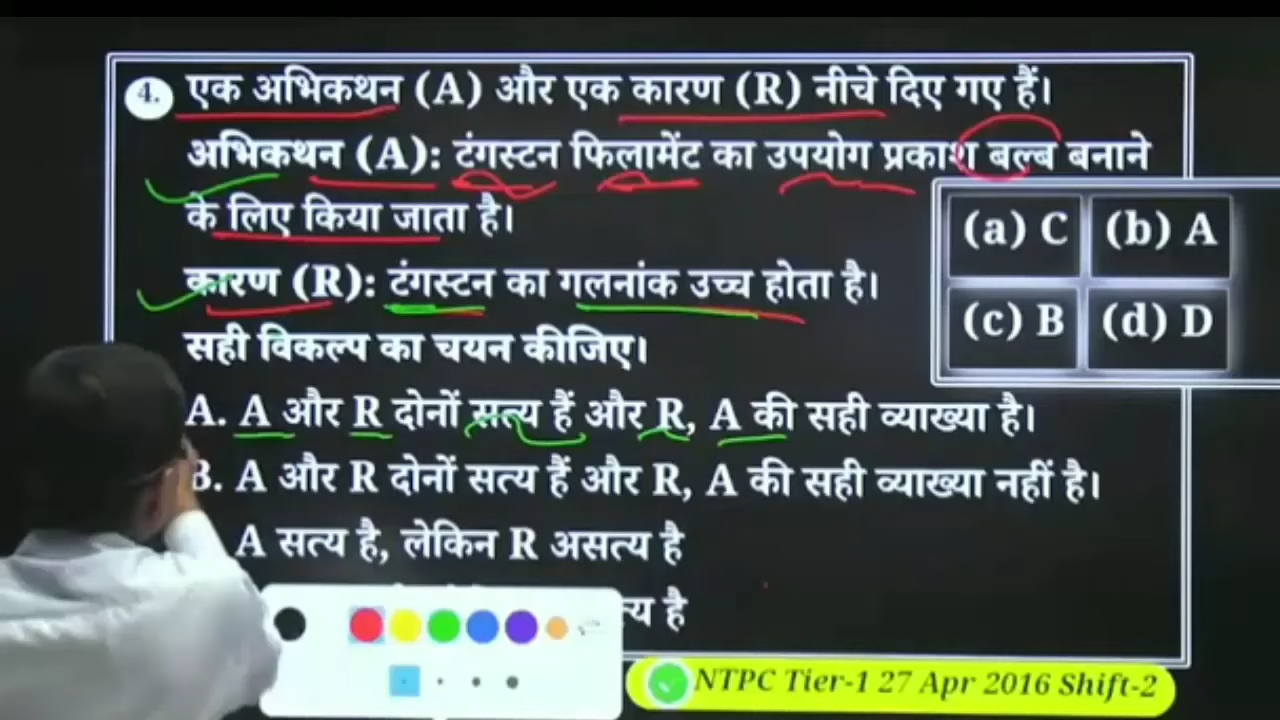 4. एक अभिकथन (A) और एक कारण (R) नीचे दिए गए हैं।
अभिकथन (A): टंगस्टन फिलामेंट का उपयोग प्रकाश बल्ब बनाने
के लिए किया जाता है।
कारण (R): टंगस्टन का गलनांक उच्च होता है।
सही विकल्प का चयन कीजिए।
A. A और R दोनों सत्य हैं और R, A की सही व्याख्या है।
B. A और R दोनों सत्य हैं और R, A की सही व्याख्या नहीं है।
A सत्य है, लेकिन R असत्य है
है
(a) C (b) A
(c) B (d) D
NTPC Tier-1 27 Apr 2016 Shift-2